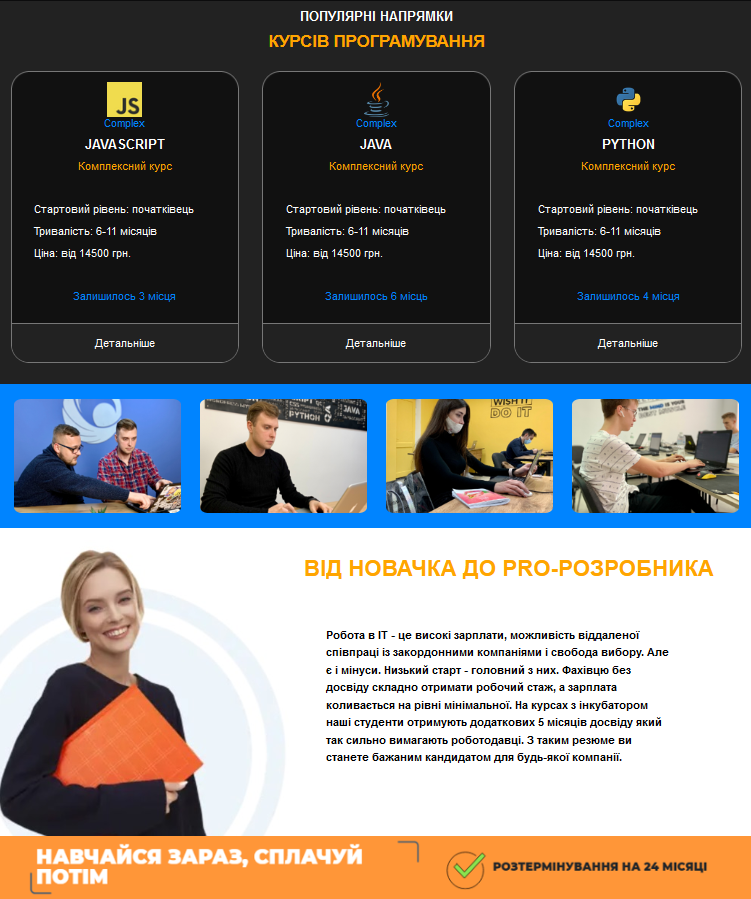 ПОПУЛЯРНІ НАПРЯМКИ
КУРСІВ ПРОГРАМУВАННЯ
JS
Complex
JAVASCRIPT
Комплексний курс
Стартовий рівень: початківець
Тривалість: 6-11 місяців
Ціна: від 14500 грн.
Залишилось 3 місця
Детальніше
Complex
JAVA
Комплексний курс
Стартовий рівень: початківець
Тривалість: 6-11 місяців
Ціна: від 14500 грн.
Залишилось 6 місць
Детальніше
Complex
PYTHON
Комплексний курс
Стартовий рівень: початківець
Тривалість: 6-11 місяців
Ціна: від 14500 грн.
Залишилось 4 місця
Детальніше
PYTHON
JAVA
WISH IT
DO IT
ВІД НОВАЧКА ДО PRO-РОЗРОБНИКА
Робота в IT - це високі зарплати, можливість віддаленої
співпраці із закордонними компаніями і свобода вибору. Але
є і мінуси. Низький старт - головний з них. Фахівцю без
досвіду складно отримати робочий стаж, а зарплата
коливається на рівні мінімальної. На курсах з інкубатором
наші студенти отримують додаткових 5 місяців досвіду який
так сильно вимагають роботодавці. З таким резюме ви
станете бажаним кандидатом для будь-якої компанії.
НАВЧАЙСЯ ЗАРАЗ, СПЛАЧУЙ
ПОТІМ
РОЗТЕРМІНУВАННЯ НА 24 МІСЯЦІ